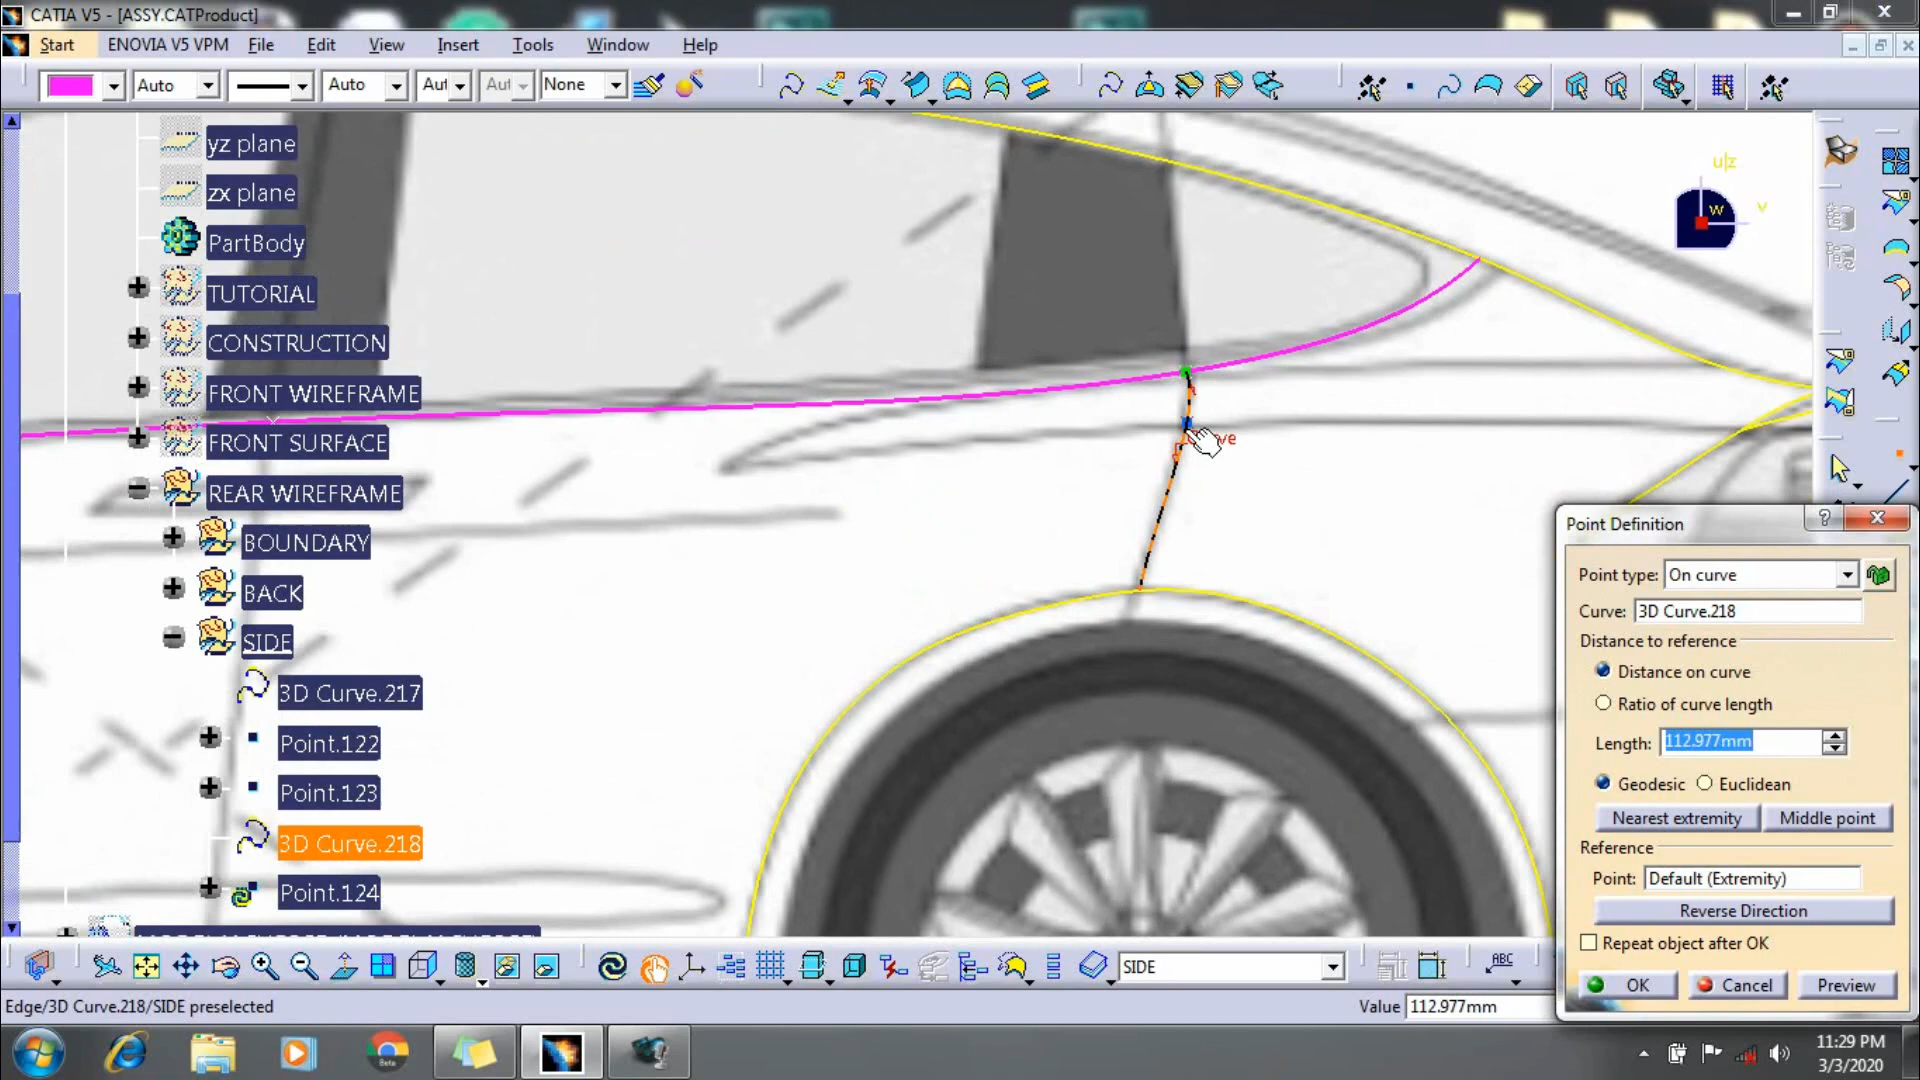 CATIA V5 - [ASSY.CATProduct]
Start ENOVIA V5 VPM File Edit View Insert Tools Window Help
Auto Auto Aut Aut None
yz plane
zx plane
PartBody
TUTORIAL
CONSTRUCTION
FRONT WIREFRAME
FRONT SURFACE
REAR WIREFRAME
BOUNDARY
BACK
SIDE
3D Curve.217
Point.122
Point.123
3D Curve.218
Point.124
u|z
w
v
Point Definition
Point type: On curve
Curve: 3D Curve.218
Distance to reference
Distance on curve
Ratio of curve length
Length: 112.977mm
Geodesic Euclidean
Nearest extremity Middle point
Reference
Point: Default (Extremity)
Reverse Direction
Repeat object after OK
OK Cancel Preview
SIDE
ABC
Edge/3D Curve.218/SIDE preselected
Value 112.977mm
Beta
11:29 PM
3/3/2020